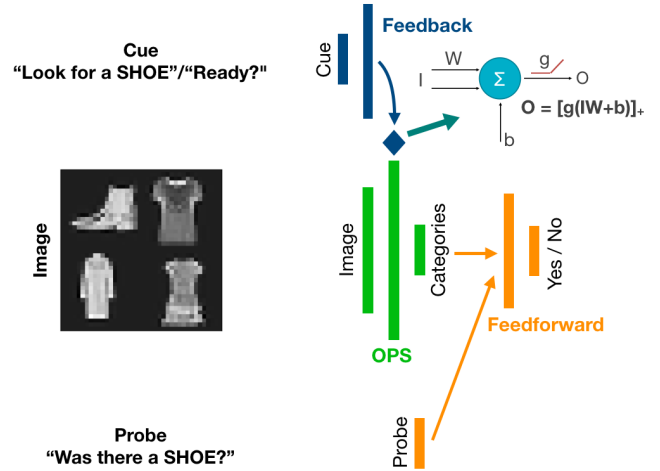 Cue
“Look for a SHOE”/“Ready?"
Feedback
Cue
W
I
Σ
g
O
O = [g(IW+b)]+
b
Image
Image
Categories
Yes / No
OPS
Feedforward
Probe
“Was there a SHOE?”
Probe